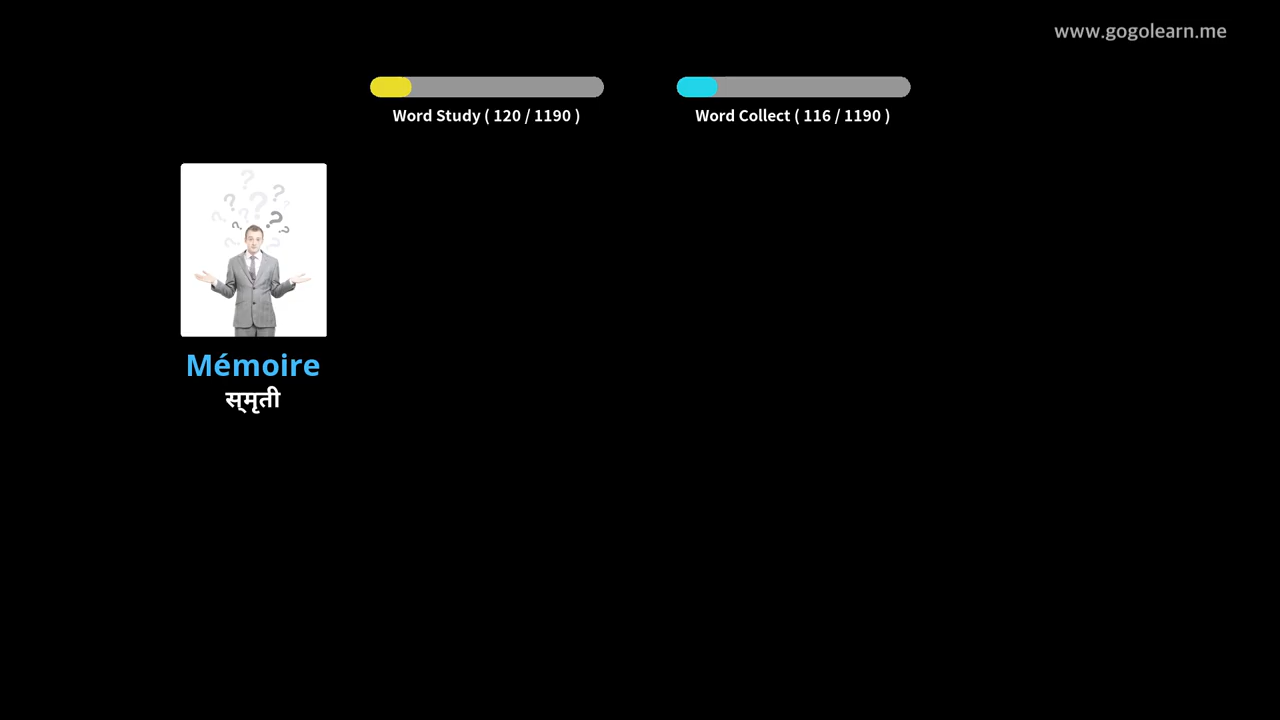 www.gogolearn.me
Word Study ( 120 / 1190 )
Word Collect ( 116 / 1190 )
Mémoire
स्मृती